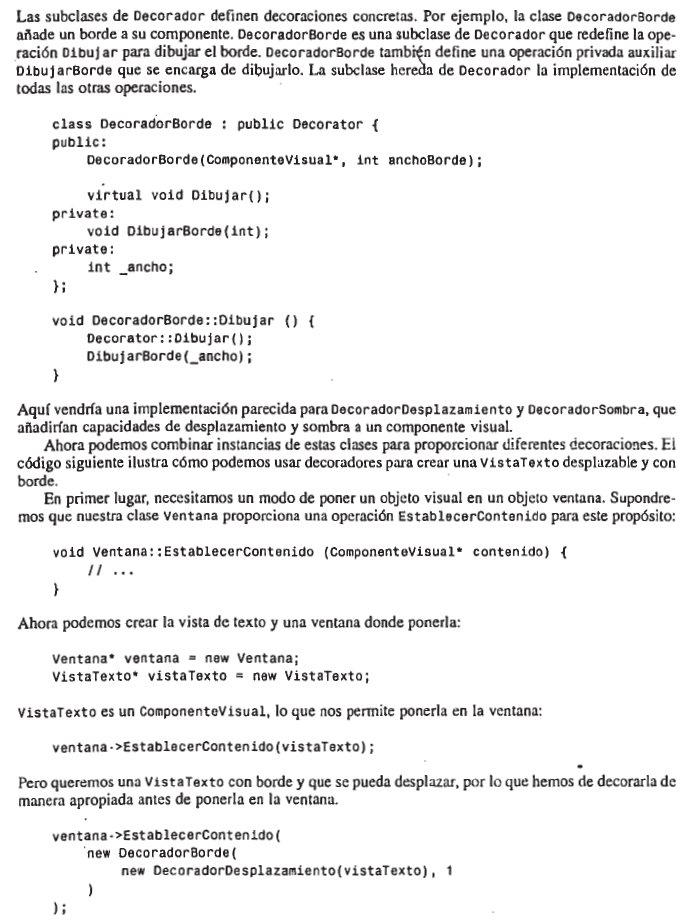 Las subclases de Decorador definen decoraciones concretas. Por ejemplo, la clase DecoradorBorde
añade un borde a su componente. DecoradorBorde es una subclase de Decorador que redefine la ope-
ración Dibujar para dibujar el borde. DecoradorBorde también define una operación privada auxiliar
DibujarBorde que se encarga de dibujarlo. La subclase hereda de Decorador la implementación de
todas las otras operaciones.
class DecoradorBorde : public Decorator {
public:
DecoradorBorde(ComponenteVisual*, int anchoBorde);
virtual void Dibujar();
private:
void DibujarBorde(int);
private:
int _ancho;
};
void DecoradorBorde::Dibujar () {
Decorator::Dibujar();
DibujarBorde(_ancho);
}
Aquí vendría una implementación parecida para DecoradorDesplazamiento y DecoradorSombra, que
añadirían capacidades de desplazamiento y sombra a un componente visual.
Ahora podemos combinar instancias de estas clases para proporcionar diferentes decoraciones. El
código siguiente ilustra cómo podemos usar decoradores para crear una VistaTexto desplazable y con
borde.
En primer lugar, necesitamos un modo de poner un objeto visual en un objeto ventana. Supondre-
mos que nuestra clase Ventana proporciona una operación EstablecerContenido para este propósito:
void Ventana::EstablecerContenido (ComponenteVisual* contenido) {
// ...
}
Ahora podemos crear la vista de texto y una ventana donde ponerla:
Ventana* ventana = new Ventana;
VistaTexto* vistaTexto = new VistaTexto;
VistaTexto es un ComponenteVisual, lo que nos permite ponerla en la ventana:
ventana->EstablecerContenido(vistaTexto);
Pero queremos una VistaTexto con borde y que se pueda desplazar, por lo que hemos de decorarla de
manera apropiada antes de ponerla en la ventana.
ventana->EstablecerContenido(
new DecoradorBorde(
new DecoradorDesplazamiento(vistaTexto), 1
)
);